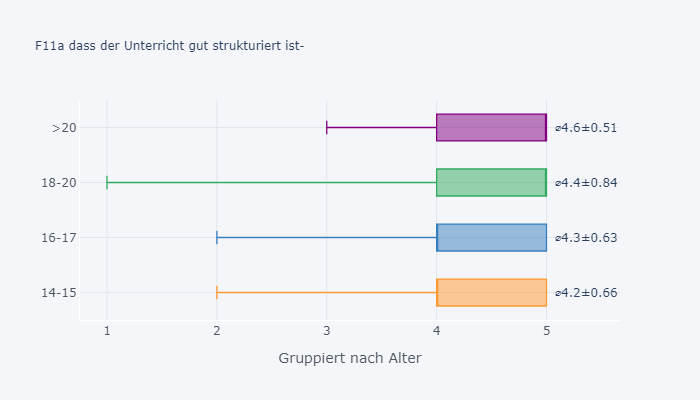 F11a dass der Unterricht gut strukturiert ist-
>20
⌀4.6±0.51
18-20
⌀4.4±0.84
16-17
⌀4.3±0.63
14-15
⌀4.2±0.66
1 2 3 4 5
Gruppiert nach Alter